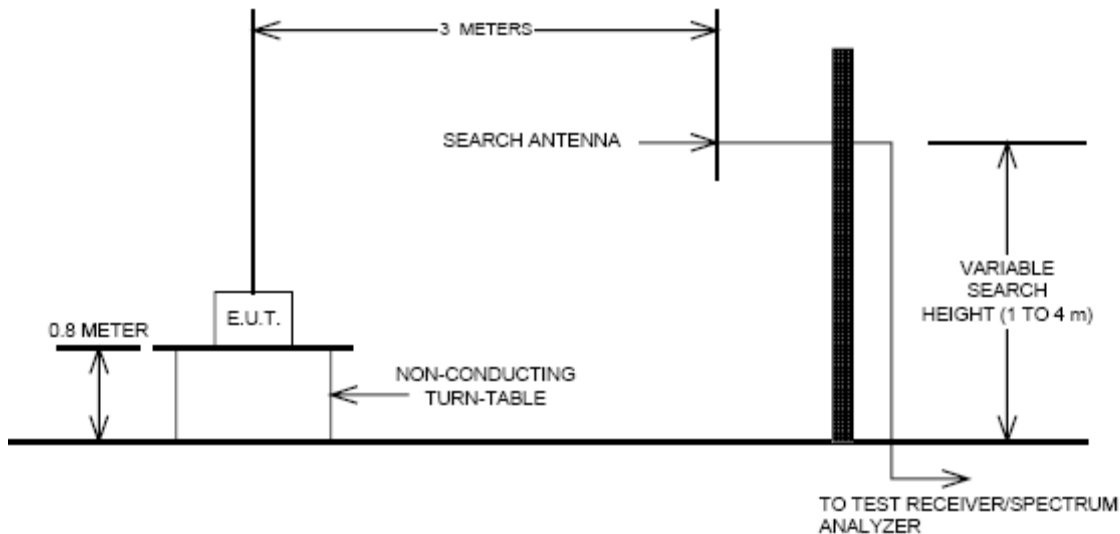 3 METERS
SEARCH ANTENNA
VARIABLE
SEARCH
HEIGHT (1 TO 4 m)
E.U.T.
0.8 METER
NON-CONDUCTING
TURN-TABLE
TO TEST RECEIVER/SPECTRUM
ANALYZER